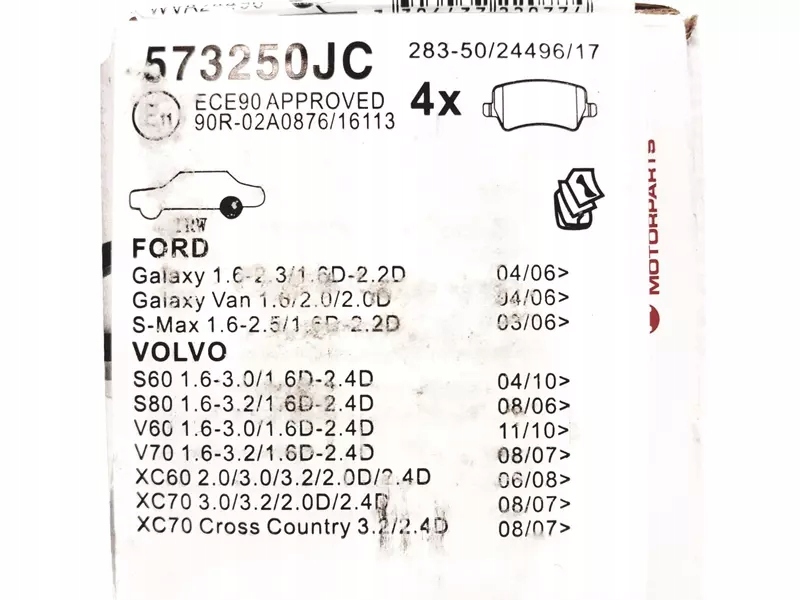 573250JC
283-50/24496/17
E 11
ECE90 APPROVED
90R-02A0876/16113
4x
TRW
FORD
Galaxy 1.6-2.3/1.6D-2.2D 04/06>
Galaxy Van 1.6/2.0/2.0D 04/06>
S-Max 1.6-2.5/1.6D-2.2D 03/06>
VOLVO
S60 1.6-3.0/1.6D-2.4D 04/10>
S80 1.6-3.2/1.6D-2.4D 08/06>
V60 1.6-3.0/1.6D-2.4D 11/10>
V70 1.6-3.2/1.6D-2.4D 08/07>
XC60 2.0/3.0/3.2/2.0D/2.4D 06/08>
XC70 3.0/3.2/2.0D/2.4D 08/07>
XC70 Cross Country 3.2/2.4D 08/07>
MOTORPARTS